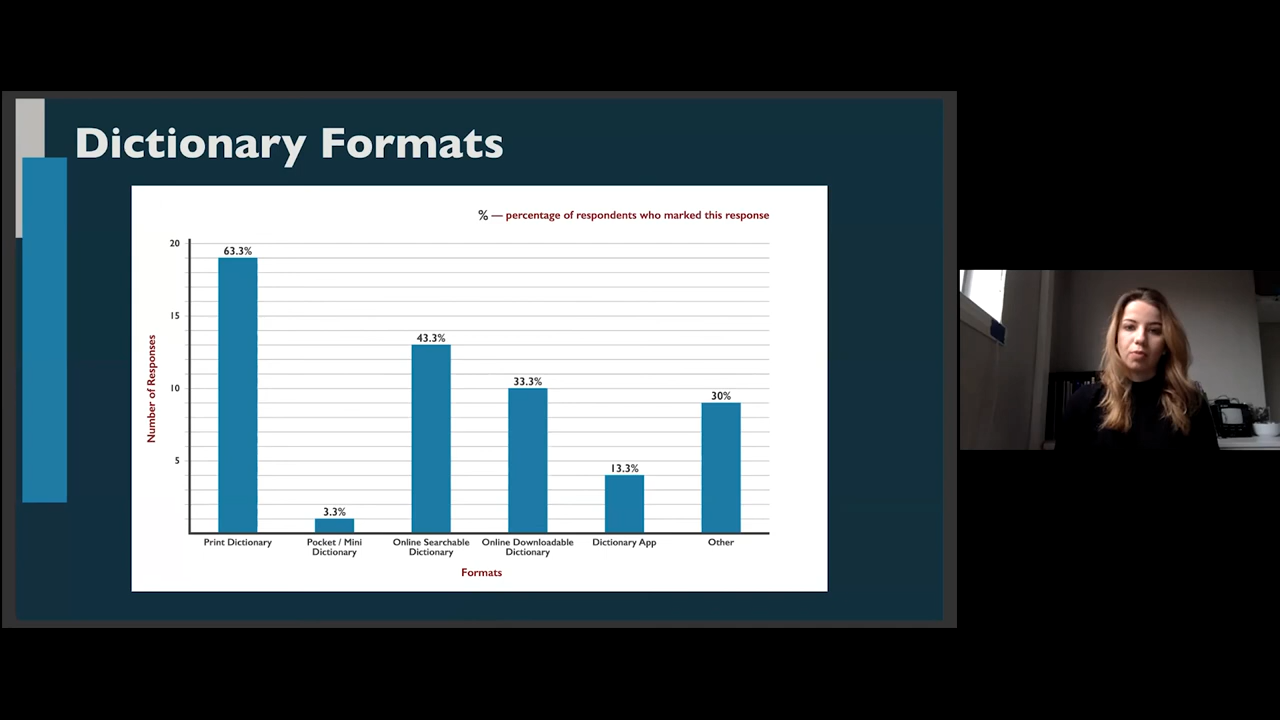 Dictionary Formats
% — percentage of respondents who marked this response
20
15
10
5
Number of Responses
63.3%
3.3%
43.3%
33.3%
13.3%
30%
Print Dictionary
Pocket / Mini
Dictionary
Online Searchable
Dictionary
Online Downloadable
Dictionary
Dictionary App
Other
Formats